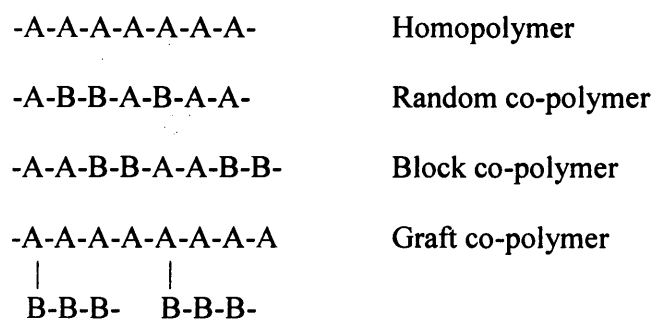 -A-A-A-A-A-A-A- Homopolymer
-A-B-B-A-B-A-A- Random co-polymer
-A-A-B-B-A-A-B-B- Block co-polymer
-A-A-A-A-A-A-A-A Graft co-polymer
| |
B-B-B- B-B-B-